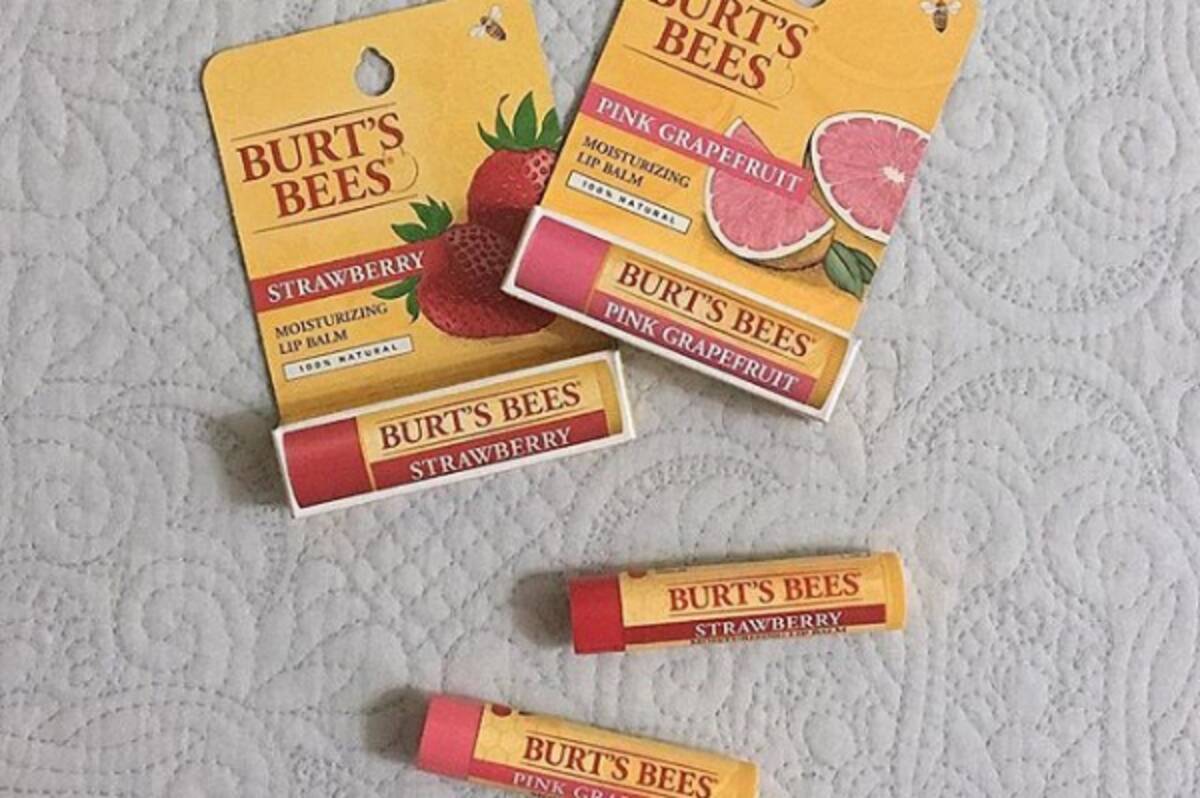 BURT'S
BEES
STRAWBERRY
MOISTURIZING
LIP BALM
100% NATURAL
BURT'S BEES
STRAWBERRY
BURT'S
BEES
PINK GRAPEFRUIT
MOISTURIZING
LIP BALM
100% NATURAL
BURT'S BEES
PINK GRAPEFRUIT
BURT'S BEES
STRAWBERRY
BURT'S BEES
PINK